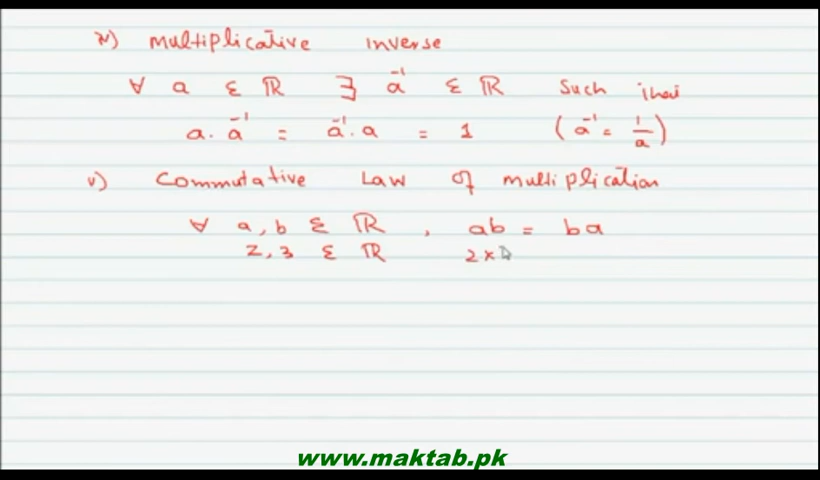 iv) Multiplicative Inverse
∀ a ∈ ℝ ∃ a⁻¹ ∈ ℝ Such that
a . a⁻¹ = a⁻¹ . a = 1 (a⁻¹ = 1/a)
v) Commutative Law of multiplication
∀ a, b ∈ ℝ , ab = ba
2, 3 ∈ ℝ 2 ×
www.maktab.pk